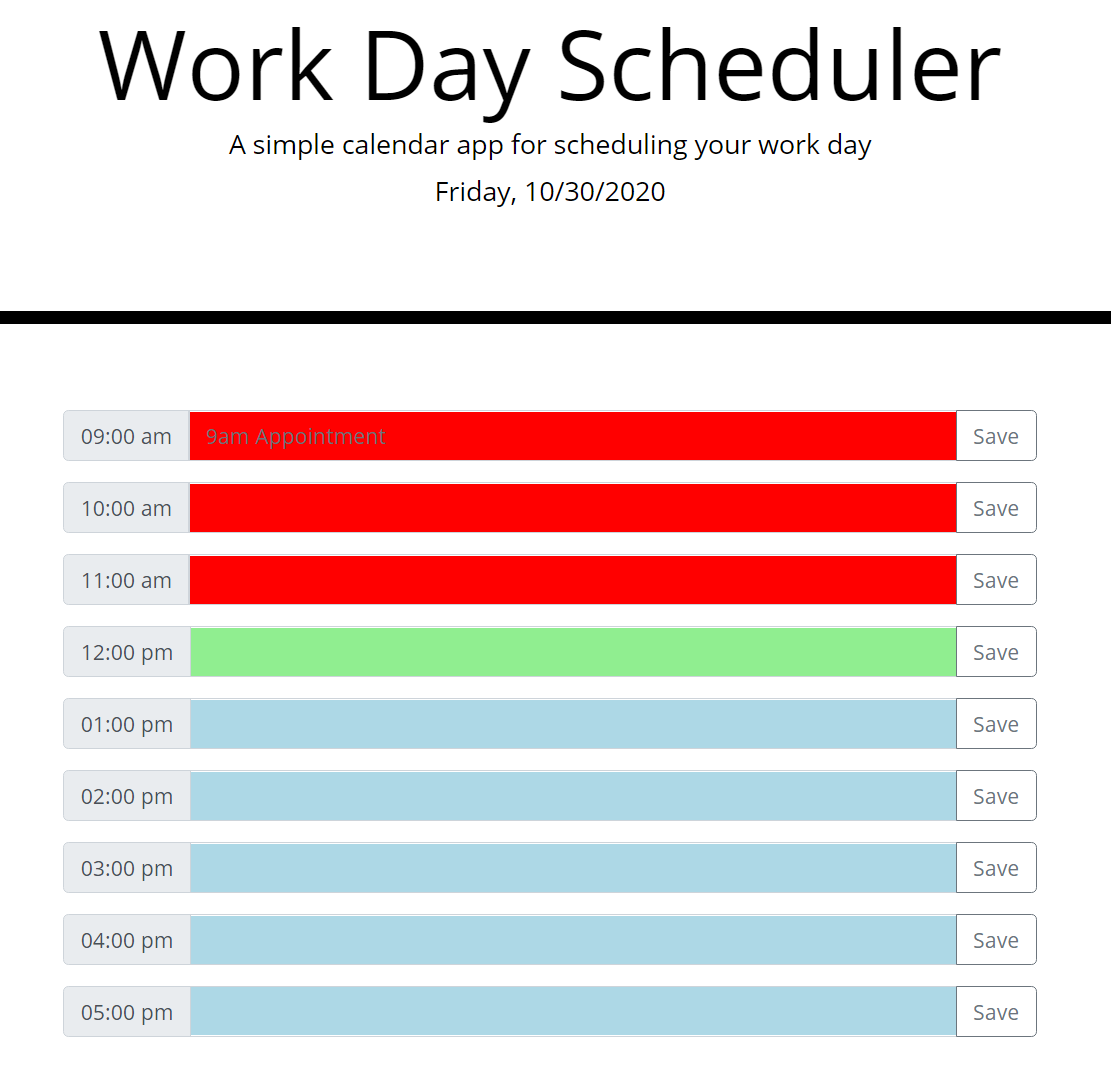 Work Day Scheduler
A simple calendar app for scheduling your work day
Friday, 10/30/2020
09:00 am 9am Appointment Save
10:00 am Save
11:00 am Save
12:00 pm Save
01:00 pm Save
02:00 pm Save
03:00 pm Save
04:00 pm Save
05:00 pm Save